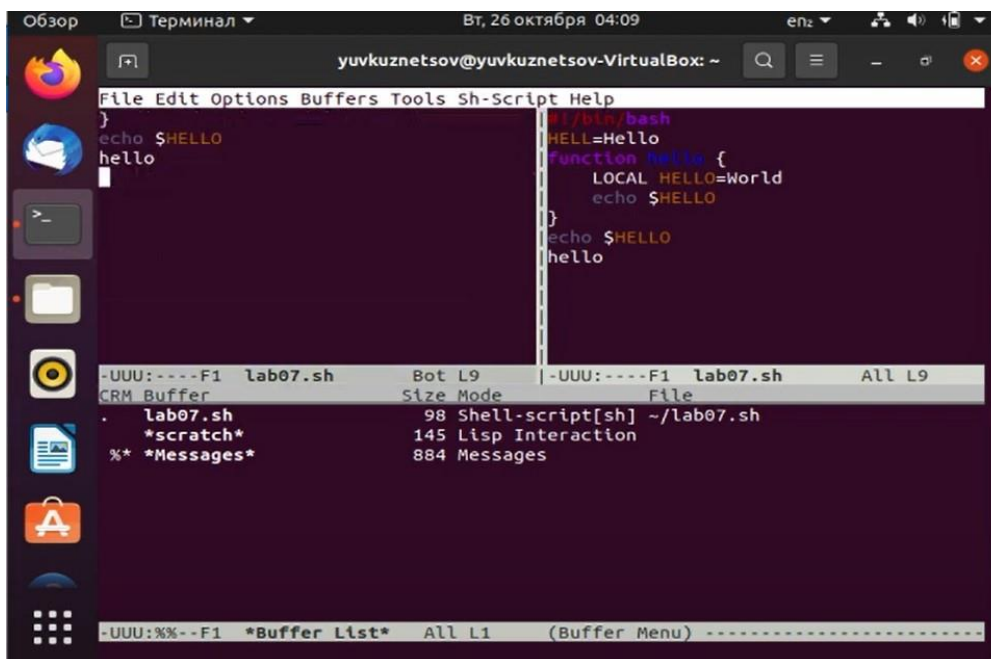 Обзор Терминал Вт, 26 октября 04:09 en₂
yuvkuznetsov@yuvkuznetsov-VirtualBox: ~
File Edit Options Buffers Tools Sh-Script Help
}
echo $HELLO
hello
#!/bin/bash
HELL=Hello
function hello {
LOCAL HELLO=World
echo $HELLO
}
echo $HELLO
hello
-UUU:----F1 lab07.sh Bot L9
-UUU:----F1 lab07.sh All L9
CRM Buffer Size Mode File
. lab07.sh 98 Shell-script[sh] ~/lab07.sh
*scratch* 145 Lisp Interaction
%* *Messages* 884 Messages
-UUU:%%--F1 *Buffer List* All L1 (Buffer Menu) --------------------------